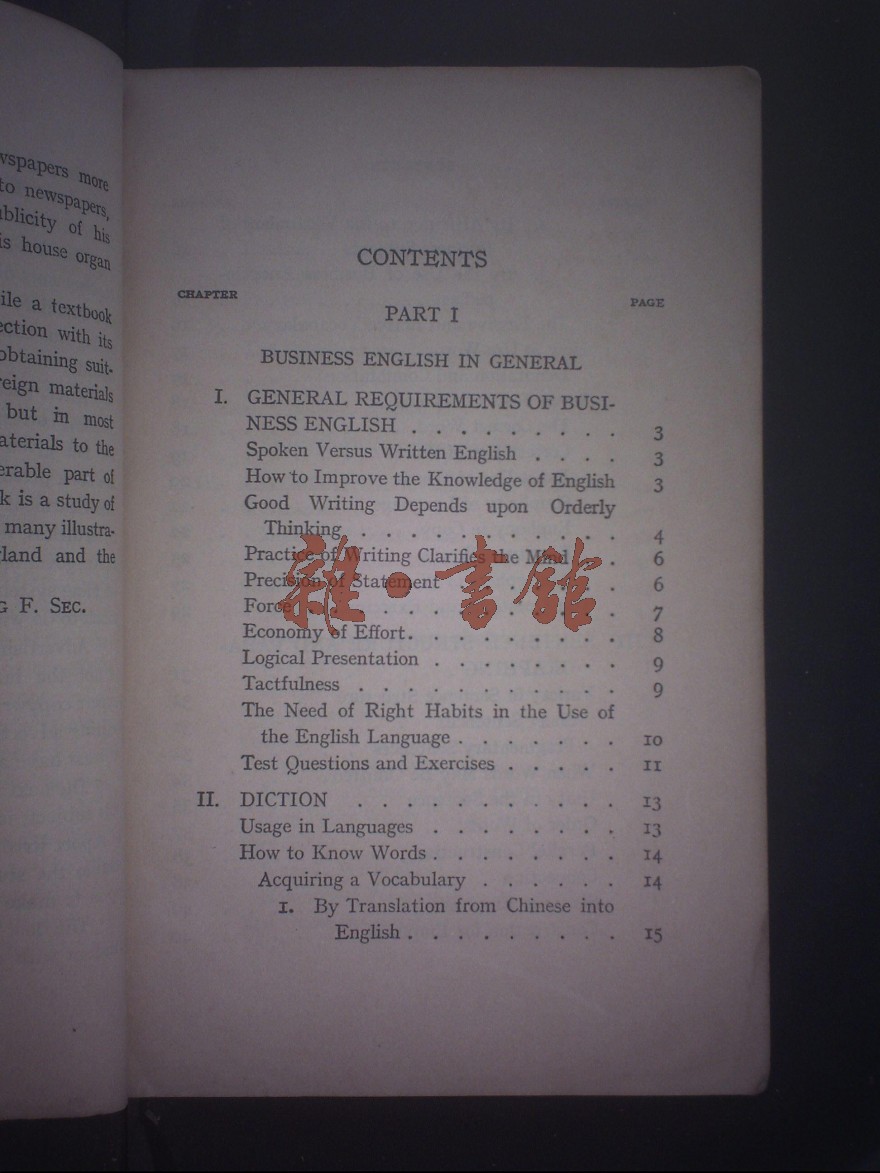 wspapers more
to newspapers,
ublicity of his
is house organ
ile a textbook
ection with its
obtaining suit-
reign materials
but in most
aterials to the
erable part of
k is a study of
many illustra-
land and the
G F. SEC.
CONTENTS
CHAPTER
PAGE
PART I
BUSINESS ENGLISH IN GENERAL
I. GENERAL REQUIREMENTS OF BUSI-
NESS ENGLISH . . . . . . . . . 3
Spoken Versus Written English . . . . 3
How to Improve the Knowledge of English 3
Good Writing Depends upon Orderly
Thinking . . . . . . . . . . . 4
Practice of Writing Clarifies the Mind . . 6
Precision of Statement . . . . . . . 6
Force . . . . . . . . . . . . . 7
Economy of Effort . . . . . . . . . 8
Logical Presentation . . . . . . . . 9
Tactfulness . . . . . . . . . . . 9
The Need of Right Habits in the Use of
the English Language . . . . . . . 10
Test Questions and Exercises . . . . . 11
II. DICTION . . . . . . . . . . . 13
Usage in Languages . . . . . . . . 13
How to Know Words . . . . . . . . 14
Acquiring a Vocabulary . . . . . . 14
1. By Translation from Chinese into
English . . . . . . . . . 15
雜·書館